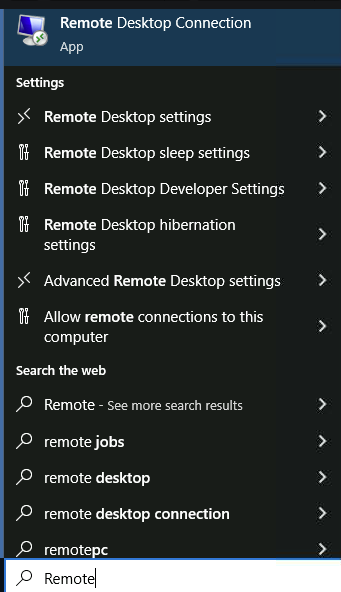 Remote Desktop Connection
App
Settings
Remote Desktop settings
Remote Desktop sleep settings
Remote Desktop Developer Settings
Remote Desktop hibernation
settings
Advanced Remote Desktop settings
Allow remote connections to this
computer
Search the web
Remote - See more search results
remote jobs
remote desktop
remote desktop connection
remotepc
Remote